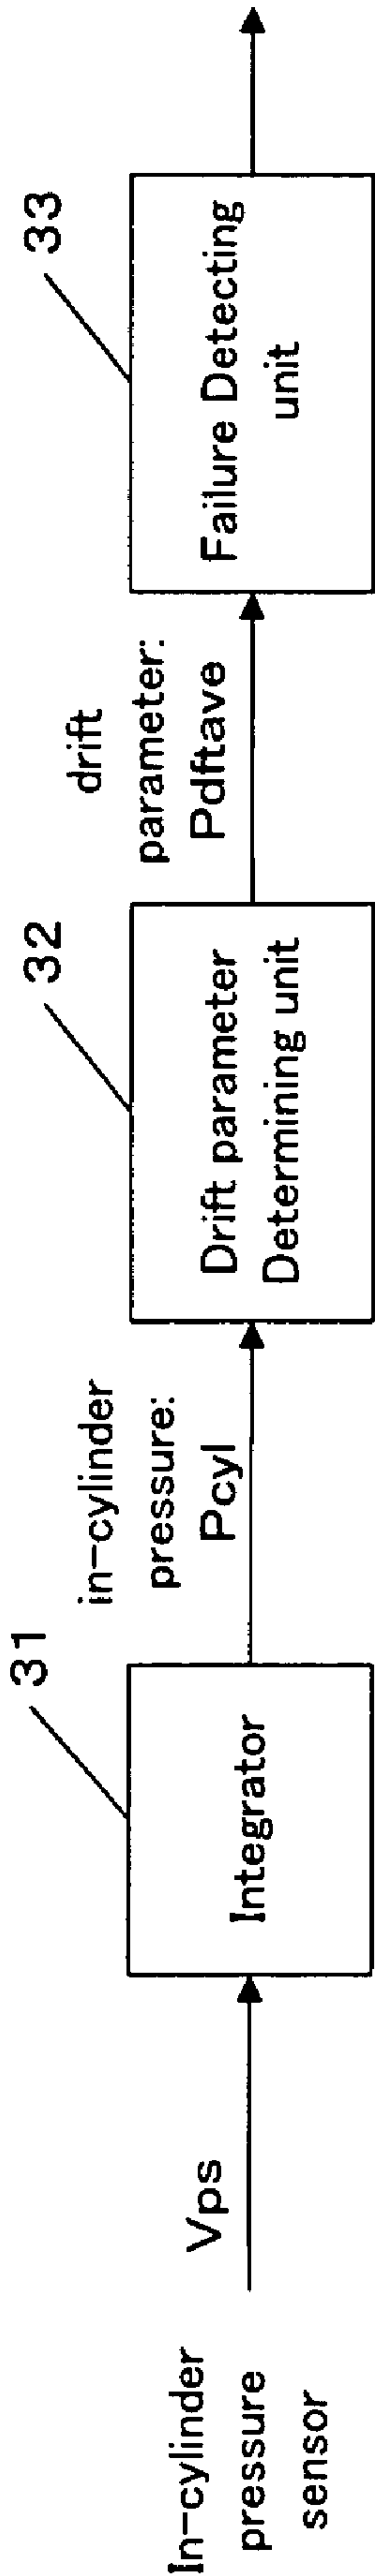 In-cylinder
pressure
sensor
Vps
31
Integrator
in-cylinder
pressure:
Pcyl
32
Drift parameter
Determining unit
drift
parameter:
Pdftave
33
Failure Detecting
unit